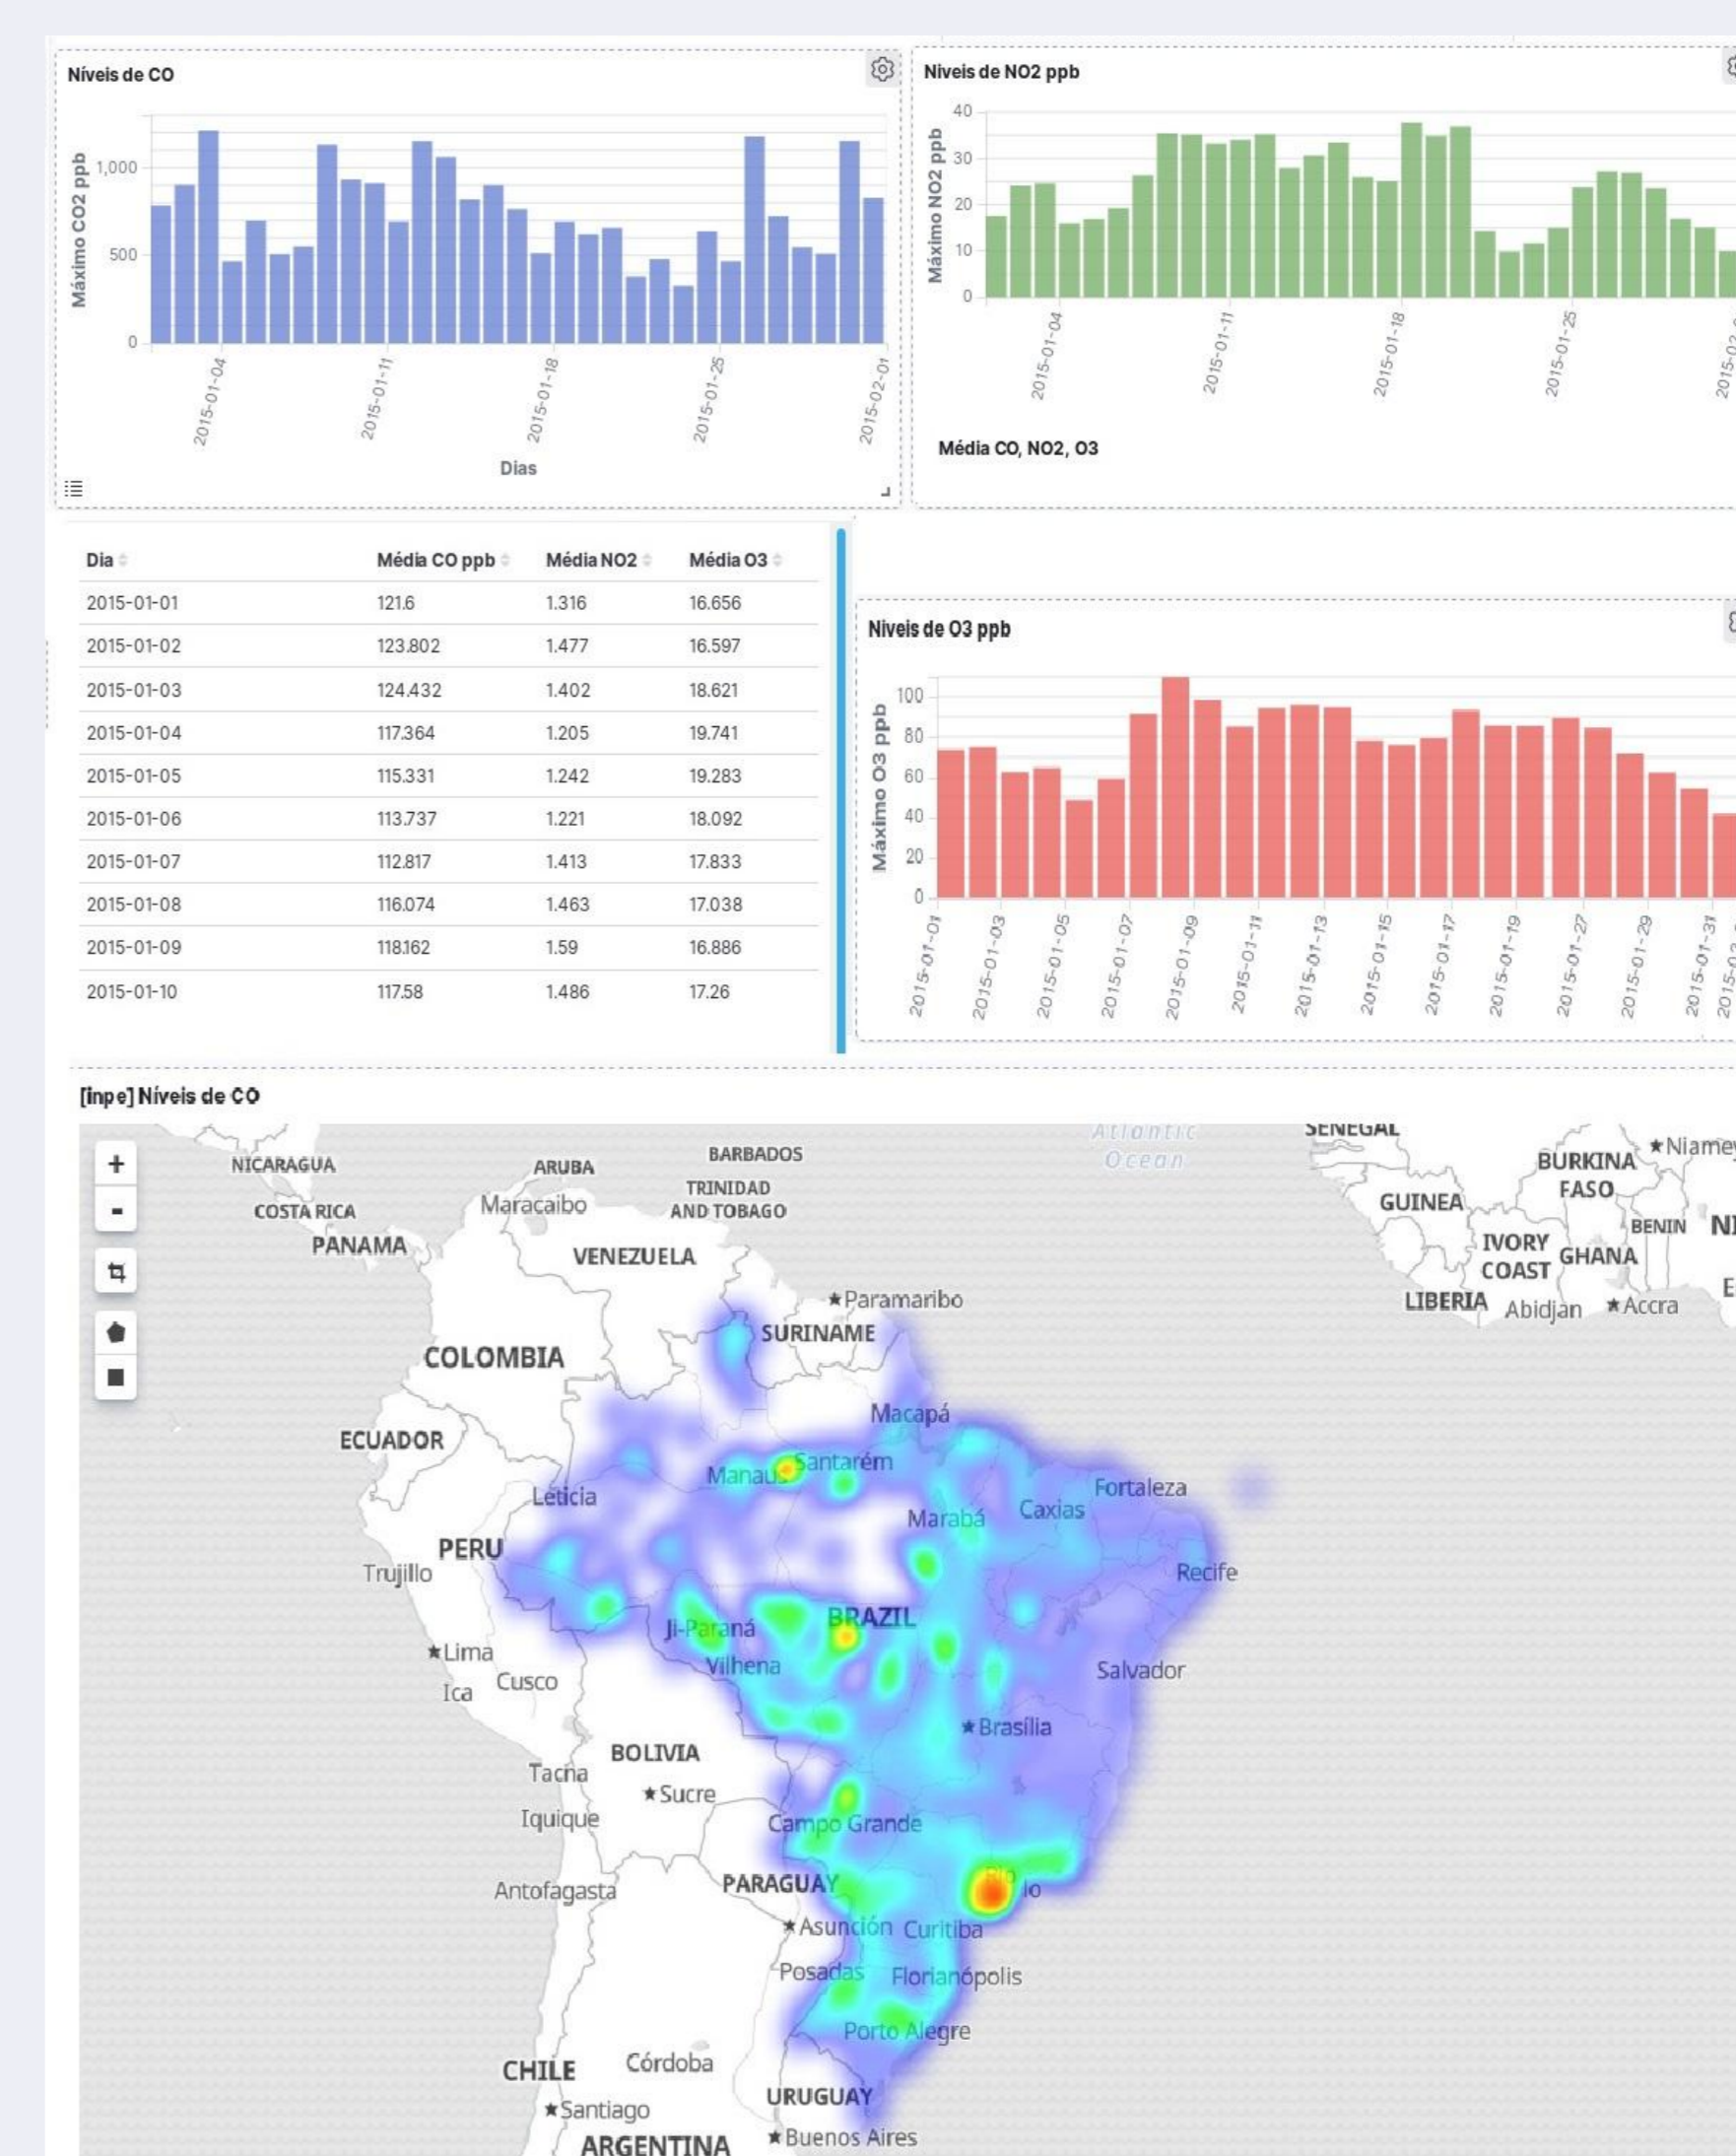 Níveis de CO
Máximo CO2 ppb
1,000
500
0
2015-01-04
2015-01-11
2015-01-18
2015-01-25
2015-02-01
Dias
Niveis de NO2 ppb
Máximo NO2 ppb
40
30
20
10
0
2015-01-04
2015-01-11
2015-01-18
2015-01-25
Média CO, NO2, O3
Dia Média CO ppb Média NO2 Média O3
2015-01-01 121.6 1.316 16.656
2015-01-02 123.802 1.477 16.597
2015-01-03 124.432 1.402 18.621
2015-01-04 117.364 1.205 19.741
2015-01-05 115.331 1.242 19.283
2015-01-06 113.737 1.221 18.092
2015-01-07 112.817 1.413 17.833
2015-01-08 116.074 1.463 17.038
2015-01-09 118.162 1.59 16.886
2015-01-10 117.58 1.486 17.26
Niveis de O3 ppb
Máximo O3 ppb
100
80
60
40
20
0
2015-01-01
2015-01-03
2015-01-05
2015-01-07
2015-01-09
2015-01-11
2015-01-13
2015-01-15
2015-01-17
2015-01-19
2015-01-27
2015-01-29
2015-01-31
[inpe] Níveis de CO
+
-
Atlantic
Ocean
SENEGAL
NICARAGUA
ARUBA
BARBADOS
BURKINA
FASO
Niamey
COSTA RICA
Maracaibo
TRINIDAD
AND TOBAGO
GUINEA
BENIN
PANAMA
VENEZUELA
IVORY
COAST
GHANA
LIBERIA
Abidjan
Accra
Paramaribo
SURINAME
COLOMBIA
Macapá
ECUADOR
Manaus
Santarém
Fortaleza
Leticia
Marabá
Caxias
PERU
Trujillo
Recife
BRAZIL
Ji-Paraná
Lima
Vilhena
Salvador
Cusco
Ica
Brasília
BOLIVIA
Tacna
Sucre
Iquique
Campo Grande
PARAGUAY
Rio
Antofagasta
Asunción
Curitiba
Posadas
Florianópolis
Porto Alegre
Córdoba
CHILE
URUGUAY
Santiago
Buenos Aires
ARGENTINA